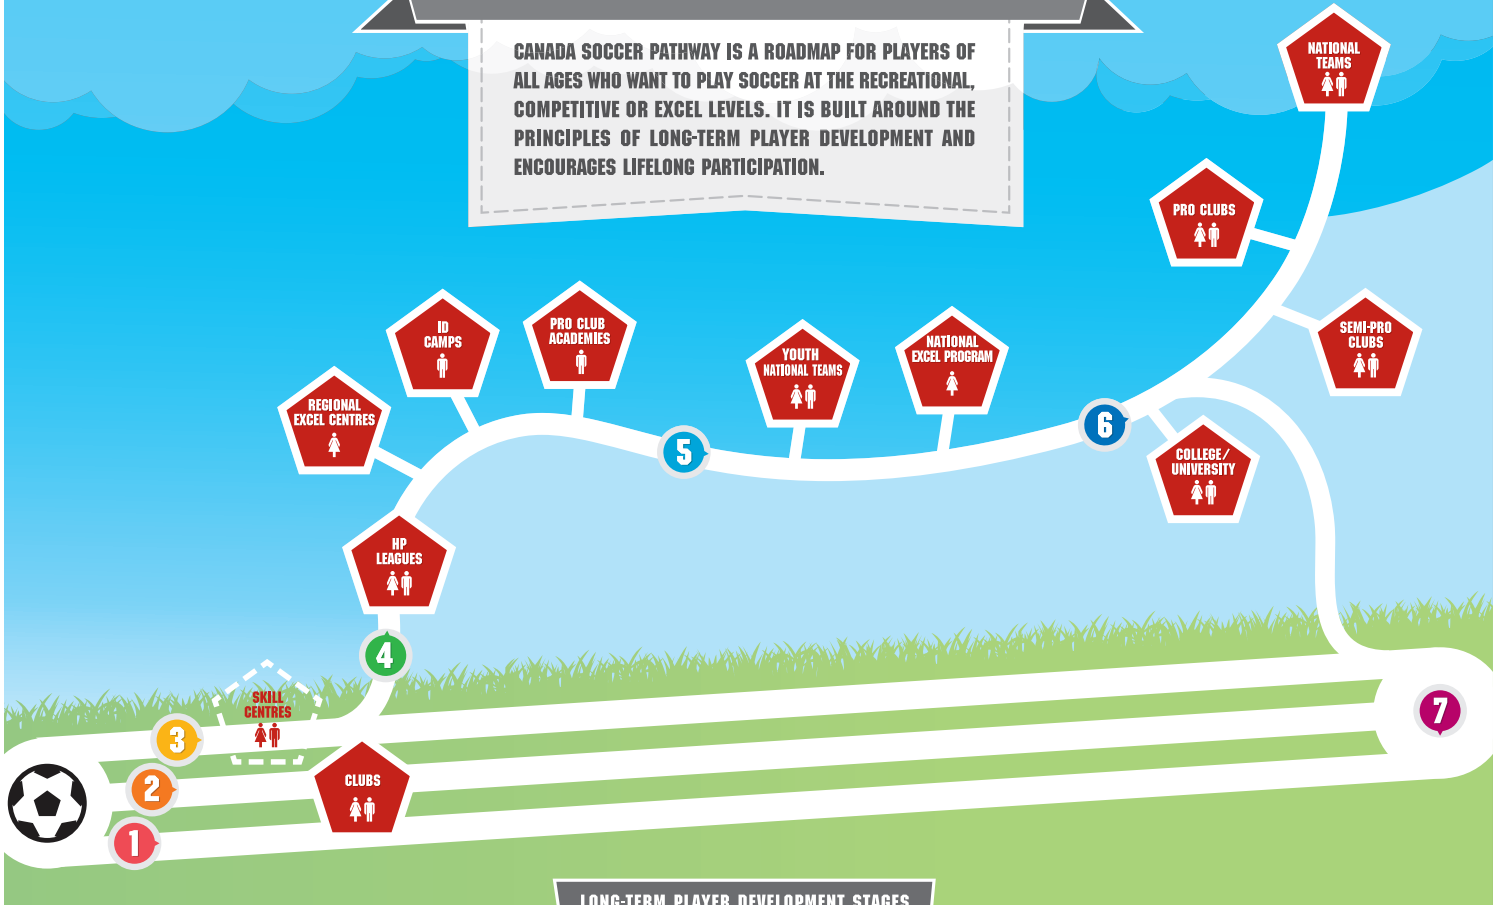 CANADA SOCCER PATHWAY IS A ROADMAP FOR PLAYERS OF
ALL AGES WHO WANT TO PLAY SOCCER AT THE RECREATIONAL,
COMPETITIVE OR EXCEL LEVELS. IT IS BUILT AROUND THE
PRINCIPLES OF LONG-TERM PLAYER DEVELOPMENT AND
ENCOURAGES LIFELONG PARTICIPATION.
NATIONAL
TEAMS
PRO CLUBS
SEMI-PRO
CLUBS
ID
CAMPS
PRO CLUB
ACADEMIES
YOUTH
NATIONAL TEAMS
NATIONAL
EXCEL PROGRAM
REGIONAL
EXCEL CENTRES
5
6
COLLEGE/
UNIVERSITY
HP
LEAGUES
4
SKILL
CENTRES
3
7
2
CLUBS
1
LONG-TERM PLAYER DEVELOPMENT STAGES